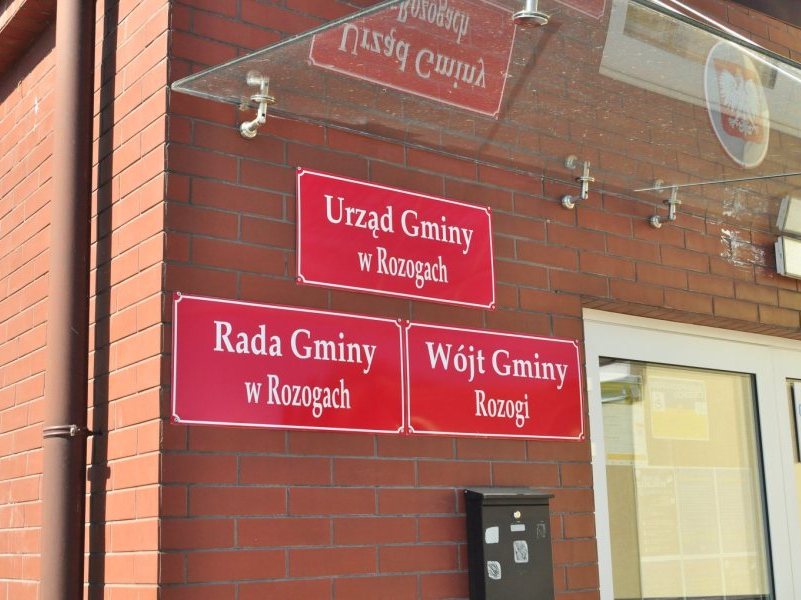 Urząd Gminy
w Rozogach
Rada Gminy
w Rozogach
Wójt Gminy
Rozogi